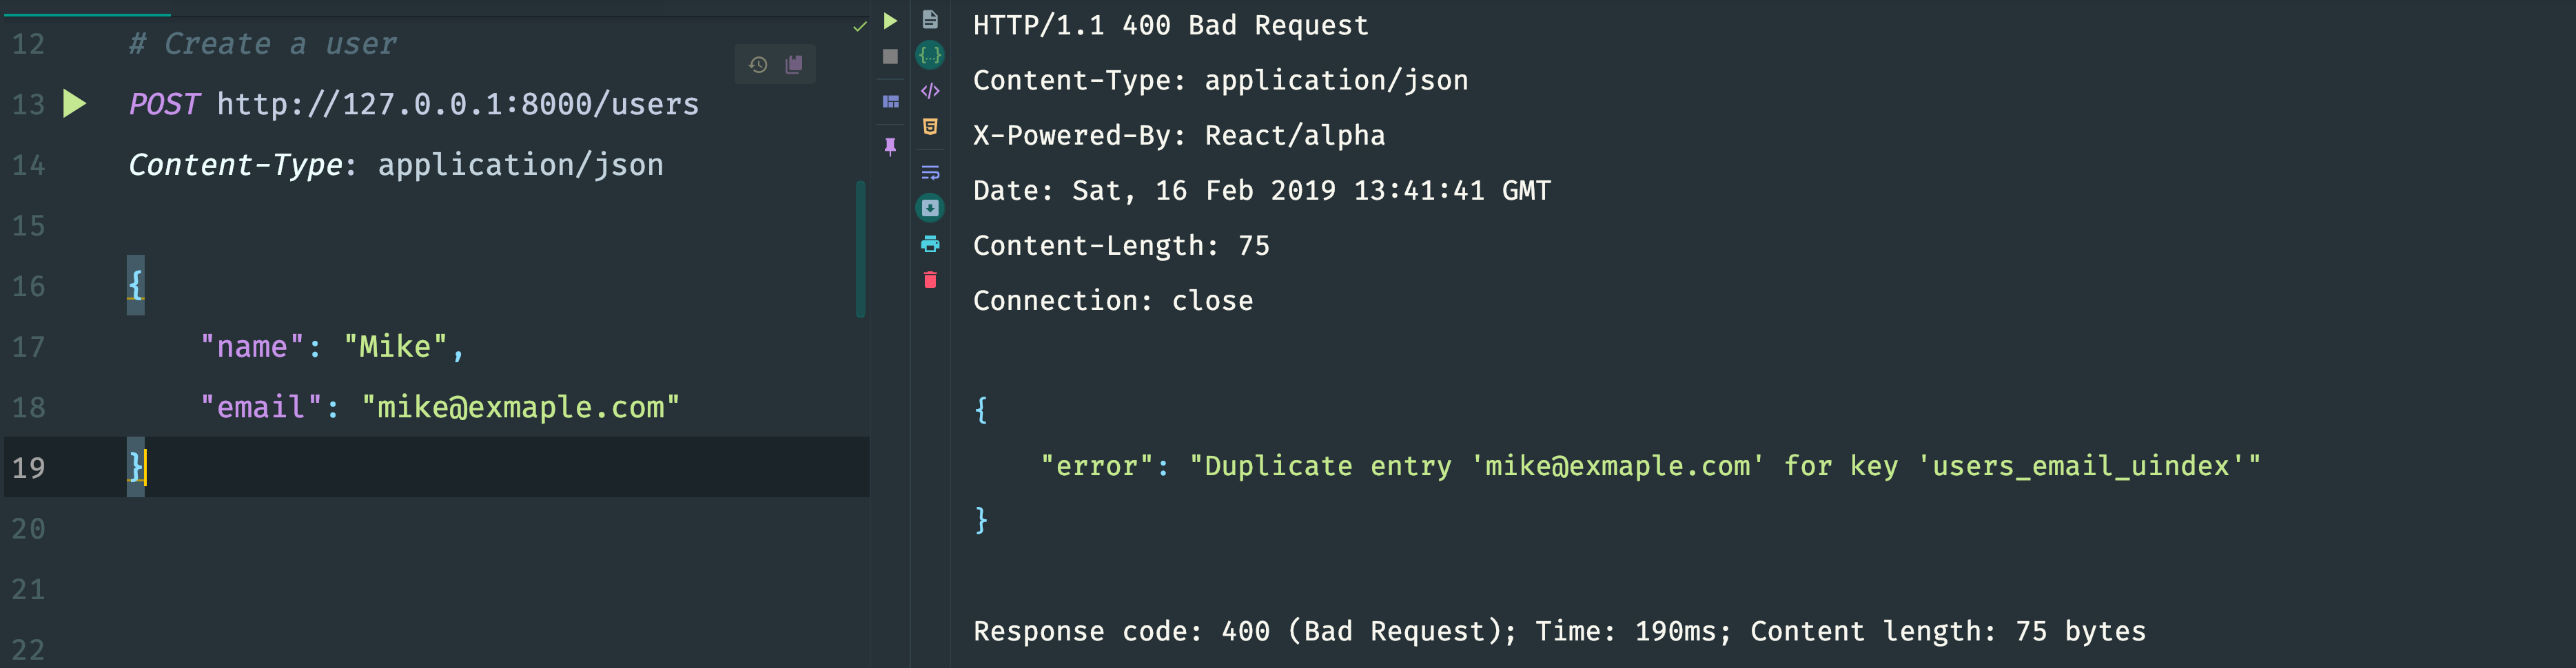 12 # Create a user
13 POST http://127.0.0.1:8000/users
14 Content-Type: application/json
15
16 {
17 "name": "Mike",
18 "email": "mike@exmaple.com"
19 }
20
21
22
HTTP/1.1 400 Bad Request
Content-Type: application/json
X-Powered-By: React/alpha
Date: Sat, 16 Feb 2019 13:41:41 GMT
Content-Length: 75
Connection: close
{
"error": "Duplicate entry 'mike@exmaple.com' for key 'users_email_uindex'"
}
Response code: 400 (Bad Request); Time: 190ms; Content length: 75 bytes